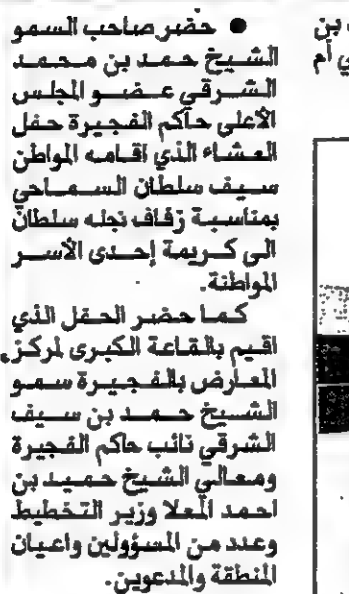 ● حضر صاحب السمو
الشيخ حمد بن محمد
الشرقي عضو المجلس
الأعلى حاكم الفجيرة حفل
العشاء الذي اقامه المواطن
سيف سلطان السماحي
بمناسبة زفاف نجله سلطان
الى كريمة إحدى الأسر
المواطنة.
كما حضر الحفل الذي
اقيم بالقاعة الكبرى لمركز
المعارض بالفجيرة سمو
الشيخ حمد بن سيف
الشرقي نائب حاكم الفجيرة
ومعالي الشيخ حميد بن
احمد المعلا وزير التخطيط
وعدد من المسؤولين واعيان
المنطقة والمدعوين.
بن
ي أم